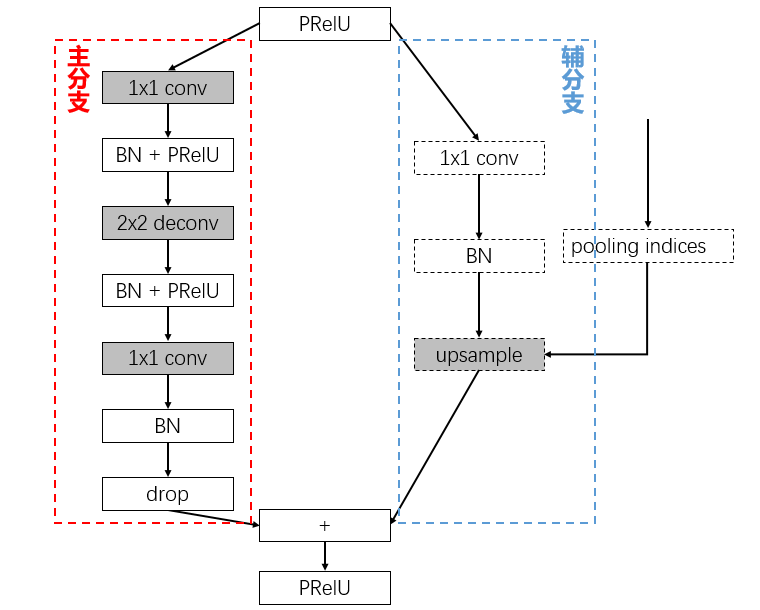 PRelU
主分支
1x1 conv
BN + PRelU
2x2 deconv
BN + PRelU
1x1 conv
BN
drop
辅分支
1x1 conv
BN
upsample
pooling indices
+
PRelU